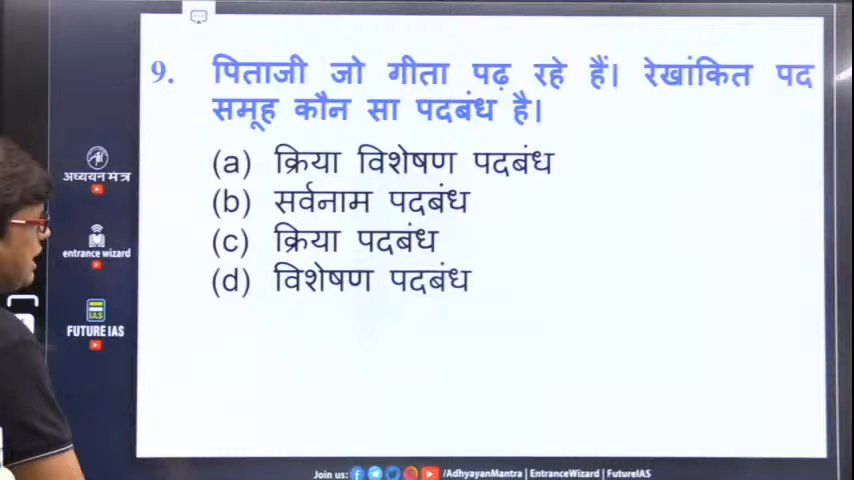 9. पिताजी जो गीता पढ़ रहे हैं। रेखांकित पद
समूह कौन सा पदबंध है।
(a) क्रिया विशेषण पदबंध
(b) सर्वनाम पदबंध
(c) क्रिया पदबंध
(d) विशेषण पदबंध
अध्ययन मंत्र
entrance wizard
IAS
FUTURE IAS
Join us: /AdhyayanMantra | EntranceWizard | FutureIAS